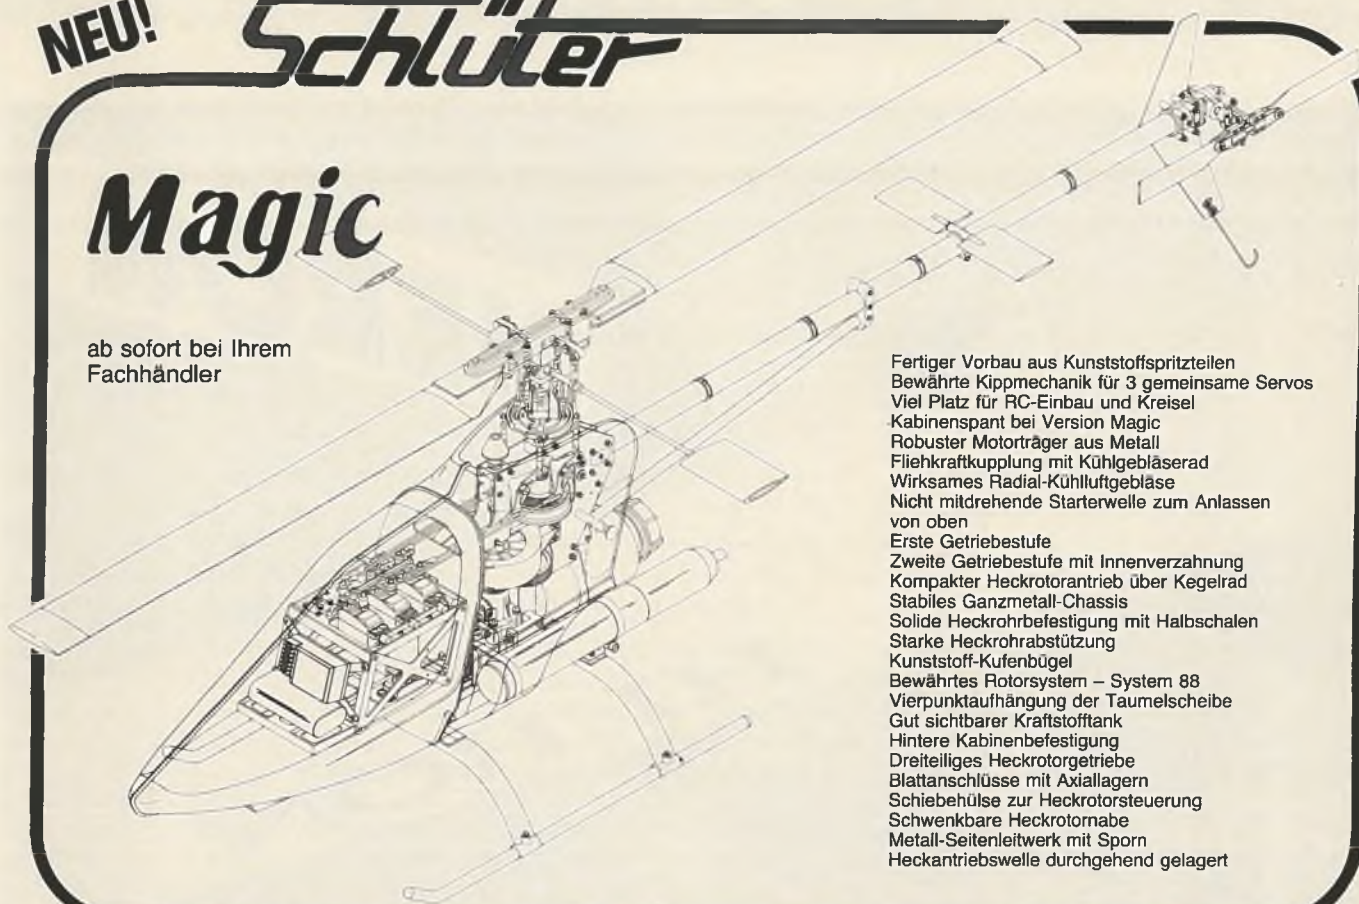 NEU!
Schlüter
Magic
ab sofort bei Ihrem
Fachhändler
Fertiger Vorbau aus Kunststoffspritzteilen
Bewährte Kippmechanik für 3 gemeinsame Servos
Viel Platz für RC-Einbau und Kreisel
Kabinenspant bei Version Magic
Robuster Motorträger aus Metall
Fliehkraftkupplung mit Kühlgebläserad
Wirksames Radial-Kühlluftgebläse
Nicht mitdrehende Starterwelle zum Anlassen
von oben
Erste Getriebestufe
Zweite Getriebestufe mit Innenverzahnung
Kompakter Heckrotorantrieb über Kegelrad
Stabiles Ganzmetall-Chassis
Solide Heckrohrbefestigung mit Halbschalen
Starke Heckrohrabstützung
Kunststoff-Kufenbügel
Bewährtes Rotorsystem – System 88
Vierpunktaufhängung der Taumelscheibe
Gut sichtbarer Kraftstofftank
Hintere Kabinenbefestigung
Dreiteiliges Heckrotorgetriebe
Blattanschlüsse mit Axiallagern
Schiebehülse zur Heckrotorsteuerung
Schwenkbare Heckrotornabe
Metall-Seitenleitwerk mit Sporn
Heckantriebswelle durchgehend gelagert